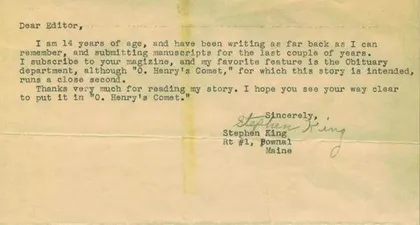 Dear Editor,
I am 14 years of age, and have been writing as far back as I can
remember, and submitting manuscripts for the last couple of years.
I subscribe to your magizine, and my favorite feature is the Obituary
department, although "O. Henry's Comet," for which this story is intended,
runs a close second.
Thanks very much for reading my story. I hope you see your way clear
to put it in "O. Henry's Comet."
Sincerely,
Stephen King
Stephen King
Rt #1, Pownal
Maine